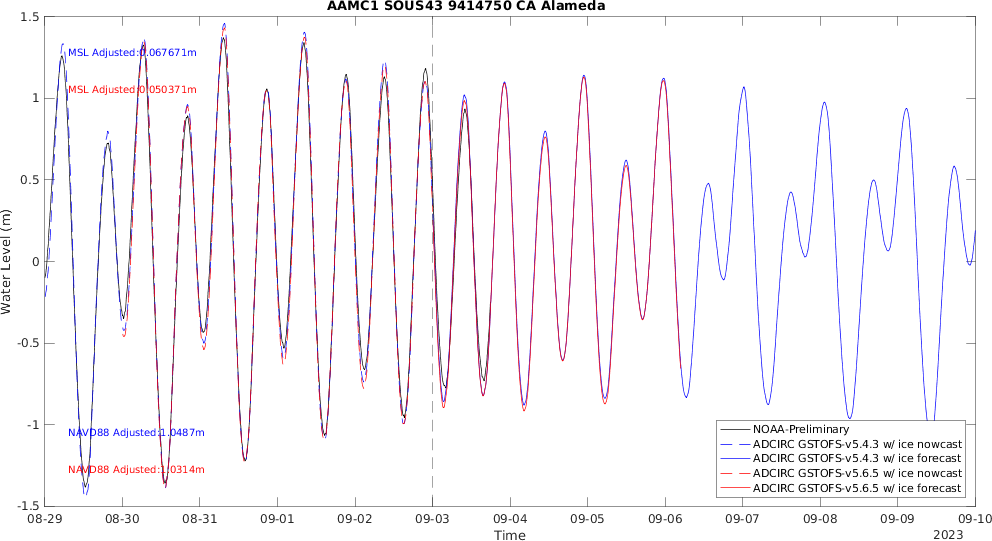 AAMC1 SOUS43 9414750 CA Alameda
1.5
1
0.5
0
-0.5
-1
-1.5
Water Level (m)
MSL Adjusted:0.067671m
MSL Adjusted:0.050371m
NAVD88 Adjusted:1.0487m
NAVD88 Adjusted:1.0314m
NOAA-Preliminary
ADCIRC GSTOFS-v5.4.3 w/ ice nowcast
ADCIRC GSTOFS-v5.4.3 w/ ice forecast
ADCIRC GSTOFS-v5.6.5 w/ ice nowcast
ADCIRC GSTOFS-v5.6.5 w/ ice forecast
08-29 08-30 08-31 09-01 09-02 09-03 09-04 09-05 09-06 09-07 09-08 09-09 09-10
Time
2023